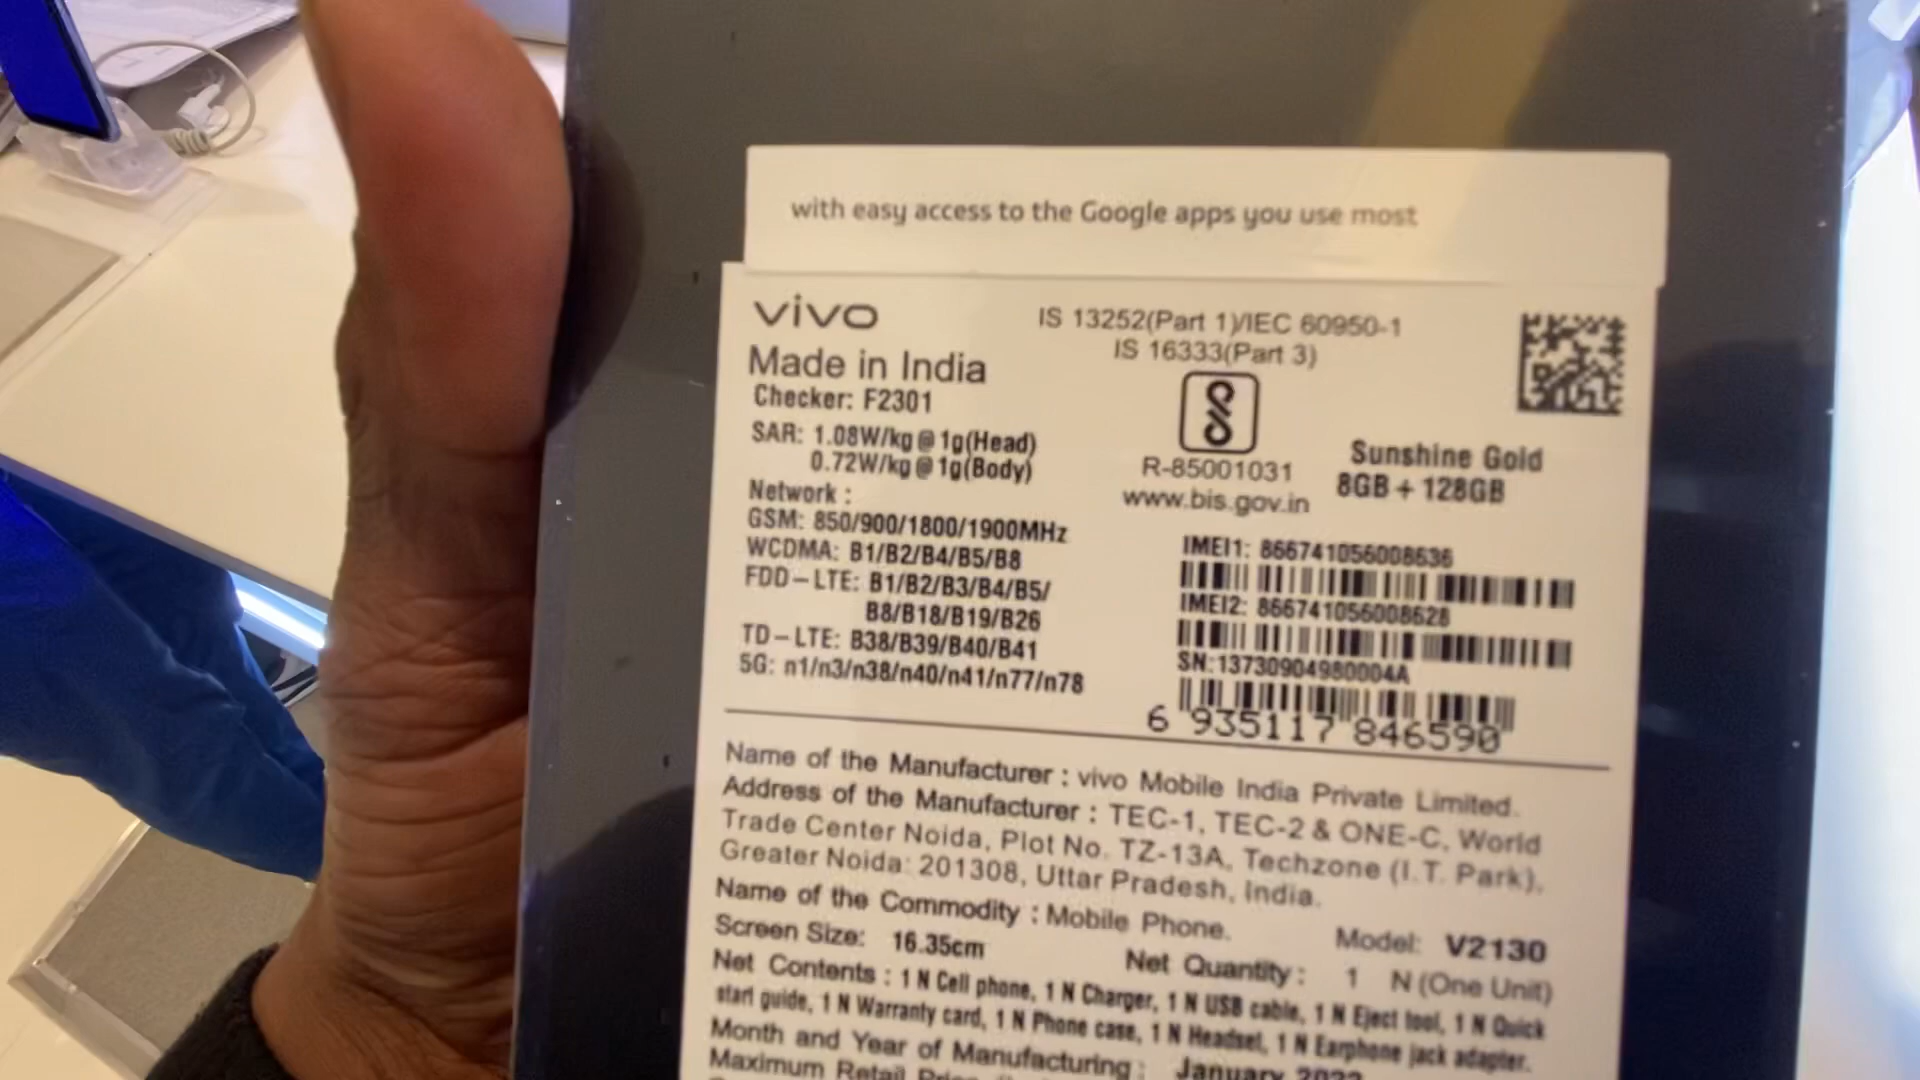 with easy access to the Google apps you use most
vivo
Made in India
Checker: F2301
SAR: 1.08W/kg@1g(Head)
0.72W/kg@1g(Body)
Network :
GSM: 850/900/1800/1900MHz
WCDMA: B1/B2/B4/B5/B8
FDD-LTE: B1/B2/B3/B4/B5/
B8/B18/B19/B26
TD-LTE: B38/B39/B40/B41
5G: n1/n3/n38/n40/n41/n77/n78
IS 13252(Part 1)/IEC 60950-1
IS 16333(Part 3)
R-85001031
www.bis.gov.in
Sunshine Gold
8GB + 128GB
IMEI1: 866741056008636
IMEI2: 866741056008628
SN:13730904980004A
6 935117 846590
Name of the Manufacturer : vivo Mobile India Private Limited.
Address of the Manufacturer : TEC-1, TEC-2 & ONE-C, World
Trade Center Noida, Plot No. TZ-13A, Techzone (I.T. Park),
Greater Noida: 201308, Uttar Pradesh, India.
Name of the Commodity : Mobile Phone.
Model: V2130
Screen Size: 16.35cm
Net Quantity : 1 N (One Unit)
Net Contents : 1 N Cell phone, 1 N Charger, 1 N USB cable, 1 N Eject tool, 1 N Quick
start guide, 1 N Warranty card, 1 N Phone case, 1 N Headset, 1 N Earphone jack adapter.
Month and Year of Manufacturing : January 2022
Maximum Retail Price